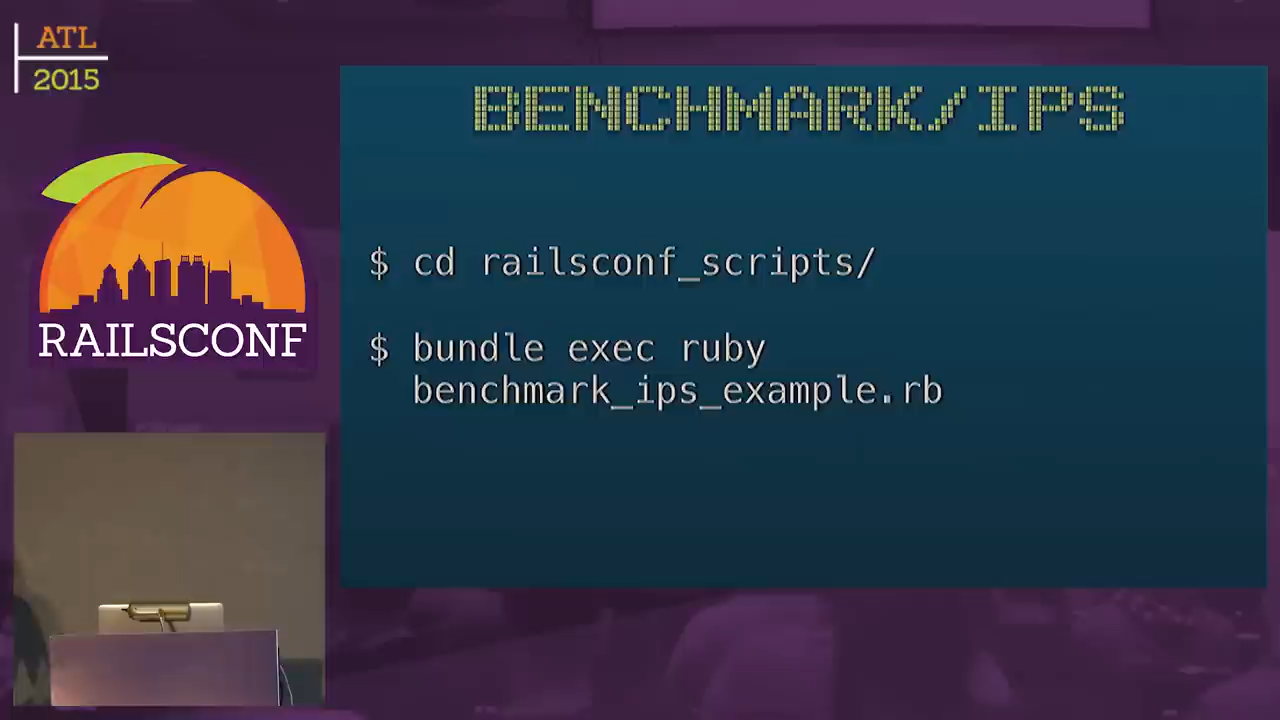 ATL
2015
RAILSCONF
BENCHMARK/IPS
$ cd railsconf_scripts/
$ bundle exec ruby
benchmark_ips_example.rb